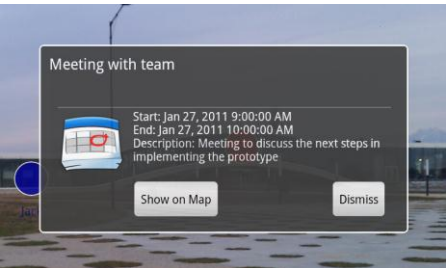 Meeting with team
Start: Jan 27, 2011 9:00:00 AM
End: Jan 27, 2011 10:00:00 AM
Description: Meeting to discuss the next steps in
implementing the prototype
Show on Map
Dismiss